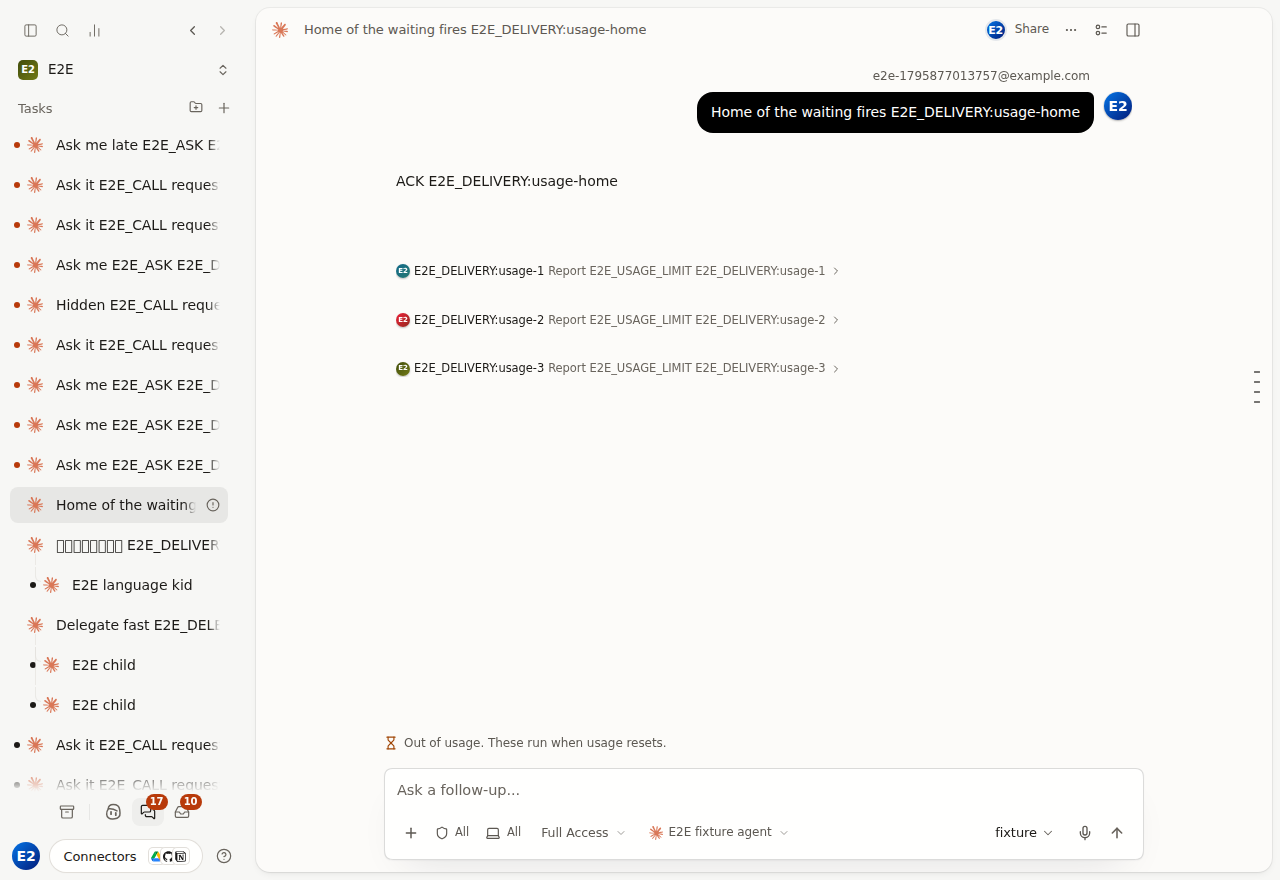 Home of the waiting fires E2E_DELIVERY:usage-home
E2 Share
E2 E2E
Tasks
e2e-1795877013757@example.com
Home of the waiting fires E2E_DELIVERY:usage-home
E2
Ask me late E2E_ASK E
Ask it E2E_CALL reques
Ask it E2E_CALL reques
Ask me E2E_ASK E2E_D
Hidden E2E_CALL reque
Ask it E2E_CALL reques
Ask me E2E_ASK E2E_D
Ask me E2E_ASK E2E_D
Ask me E2E_ASK E2E_D
Home of the waiting
E2E_DELIVER
E2E language kid
Delegate fast E2E_DELE
E2E child
E2E child
Ask it E2E_CALL reques
Ask it E2E_CALL reques
17
10
E2 Connectors
ACK E2E_DELIVERY:usage-home
E2 E2E_DELIVERY:usage-1 Report E2E_USAGE_LIMIT E2E_DELIVERY:usage-1
E2 E2E_DELIVERY:usage-2 Report E2E_USAGE_LIMIT E2E_DELIVERY:usage-2
E2 E2E_DELIVERY:usage-3 Report E2E_USAGE_LIMIT E2E_DELIVERY:usage-3
Out of usage. These run when usage resets.
Ask a follow-up...
All All Full Access E2E fixture agent fixture